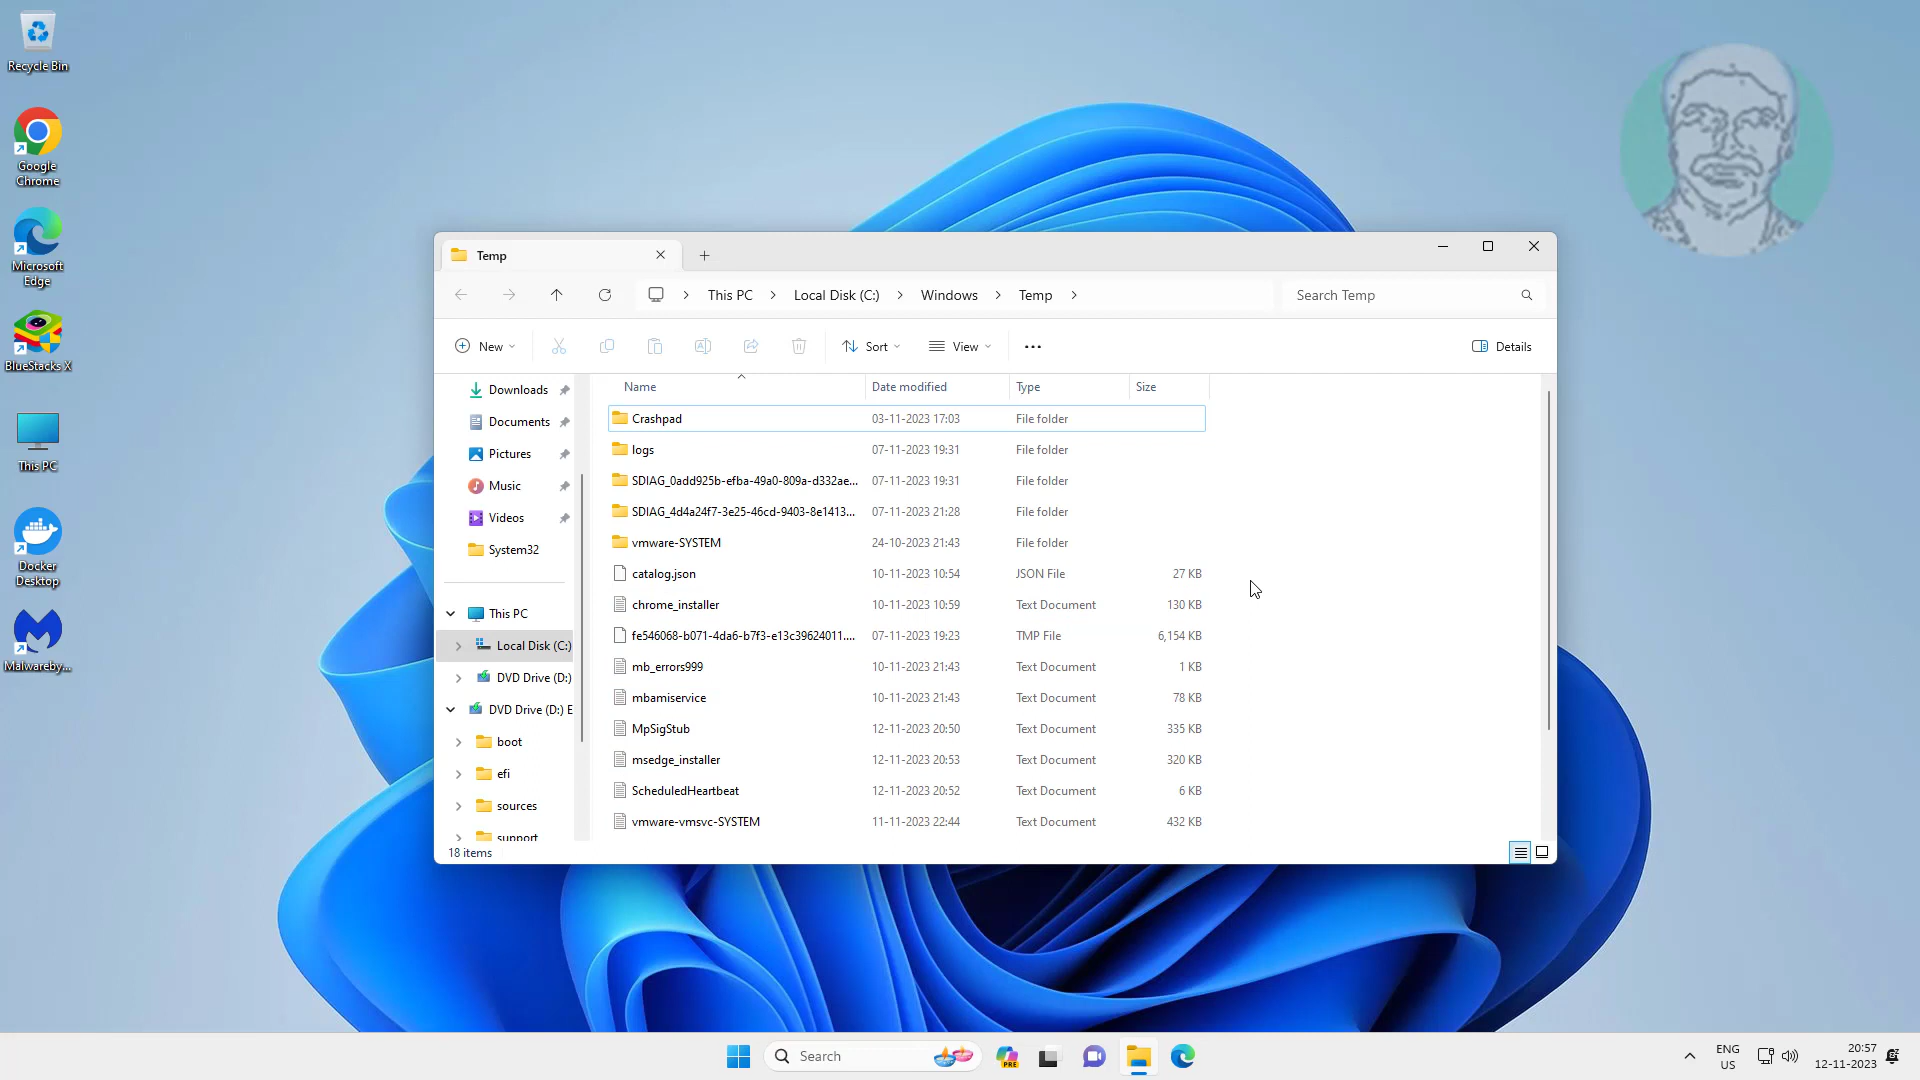 Recycle Bin
Google
Chrome
Microsoft
Edge
BlueStacks X
This PC
Docker
Desktop
Malwareby...
Temp
This PC
Local Disk (C:)
Windows
Temp
Search Temp
New
Sort
View
Details
Downloads
Documents
Pictures
Music
Videos
System32
This PC
Local Disk (C:)
DVD Drive (D:)
DVD Drive (D:) E
boot
efi
sources
support
Name Date modified Type Size
Crashpad 03-11-2023 17:03 File folder
logs 07-11-2023 19:31 File folder
SDIAG_0add925b-efba-49a0-809a-d332ae... 07-11-2023 19:31 File folder
SDIAG_4d4a24f7-3e25-46cd-9403-8e1413... 07-11-2023 21:28 File folder
vmware-SYSTEM 24-10-2023 21:43 File folder
catalog.json 10-11-2023 10:54 JSON File 27 KB
chrome_installer 10-11-2023 10:59 Text Document 130 KB
fe546068-b071-4da6-b7f3-e13c39624011.... 07-11-2023 19:23 TMP File 6,154 KB
mb_errors999 10-11-2023 21:43 Text Document 1 KB
mbamiservice 10-11-2023 21:43 Text Document 78 KB
MpSigStub 12-11-2023 20:50 Text Document 335 KB
msedge_installer 12-11-2023 20:53 Text Document 320 KB
ScheduledHeartbeat 12-11-2023 20:52 Text Document 6 KB
vmware-vmsvc-SYSTEM 11-11-2023 22:44 Text Document 432 KB
18 items
Search
PRE
ENG
US
20:57
12-11-2023